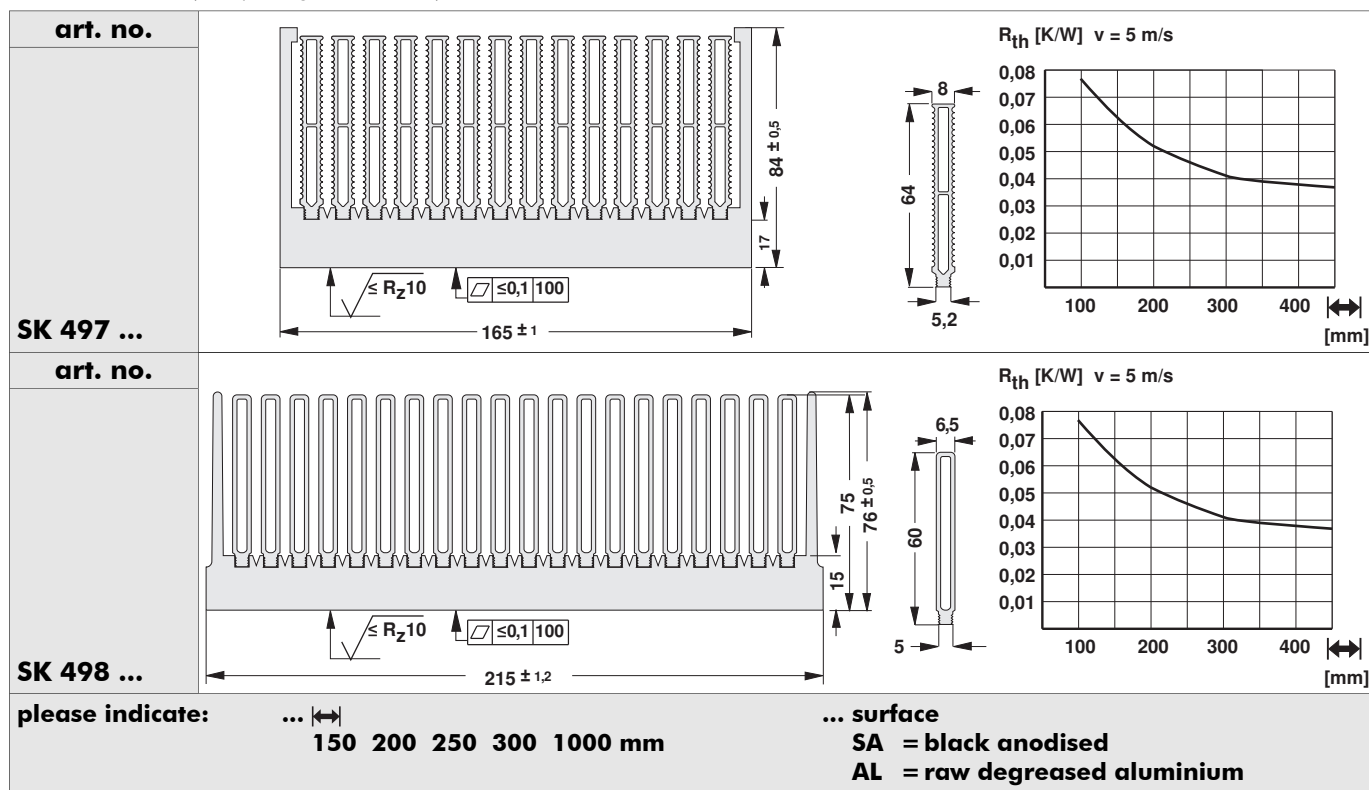 art. no.
SK 497 ...
84 ± 0,5
17
≤ Rz10
≤0,1 100
165 ± 1
8
64
5,2
Rth [K/W] v = 5 m/s
0,08
0,07
0,06
0,05
0,04
0,03
0,02
0,01
100 200 300 400
[mm]
art. no.
SK 498 ...
75
76 ± 0,5
15
≤ Rz10
≤0,1 100
215 ± 1,2
6,5
60
5
Rth [K/W] v = 5 m/s
0,08
0,07
0,06
0,05
0,04
0,03
0,02
0,01
100 200 300 400
[mm]
please indicate: ...
150 200 250 300 1000 mm
... surface
SA = black anodised
AL = raw degreased aluminium